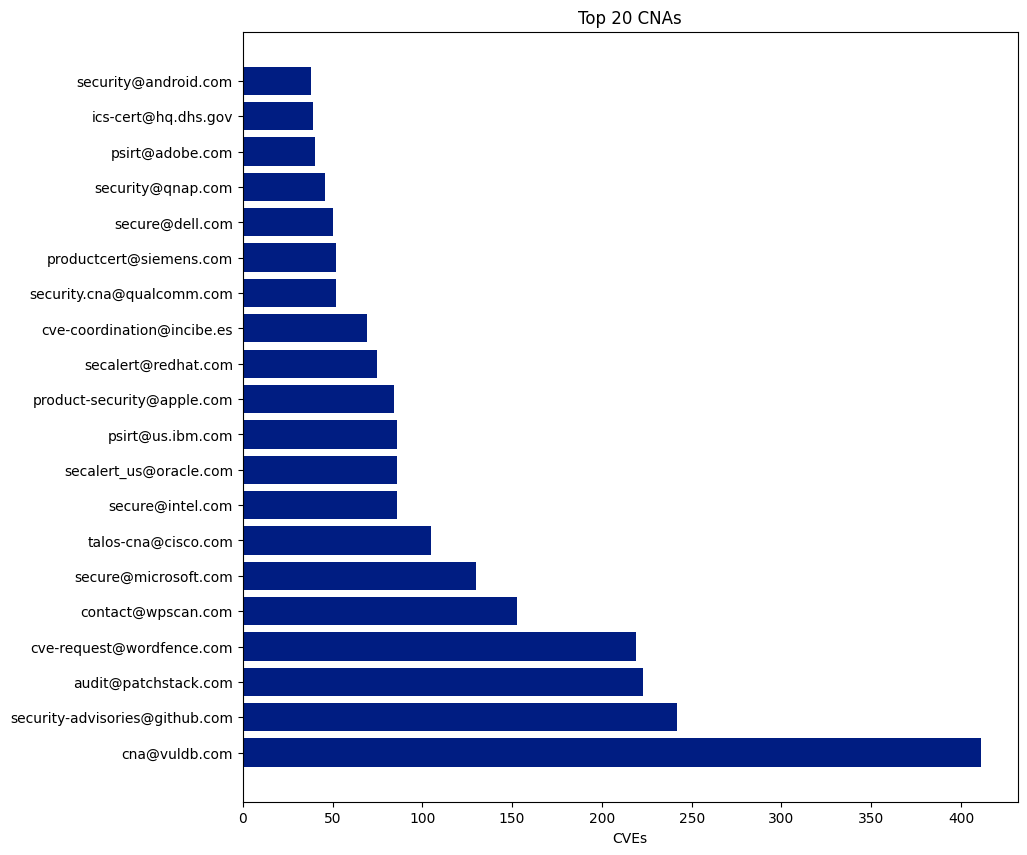 Top 20 CNAs
security@android.com
ics-cert@hq.dhs.gov
psirt@adobe.com
security@qnap.com
secure@dell.com
productcert@siemens.com
security.cna@qualcomm.com
cve-coordination@incibe.es
secalert@redhat.com
product-security@apple.com
psirt@us.ibm.com
secalert_us@oracle.com
secure@intel.com
talos-cna@cisco.com
secure@microsoft.com
contact@wpscan.com
cve-request@wordfence.com
audit@patchstack.com
security-advisories@github.com
cna@vuldb.com
0 50 100 150 200 250 300 350 400
CVEs